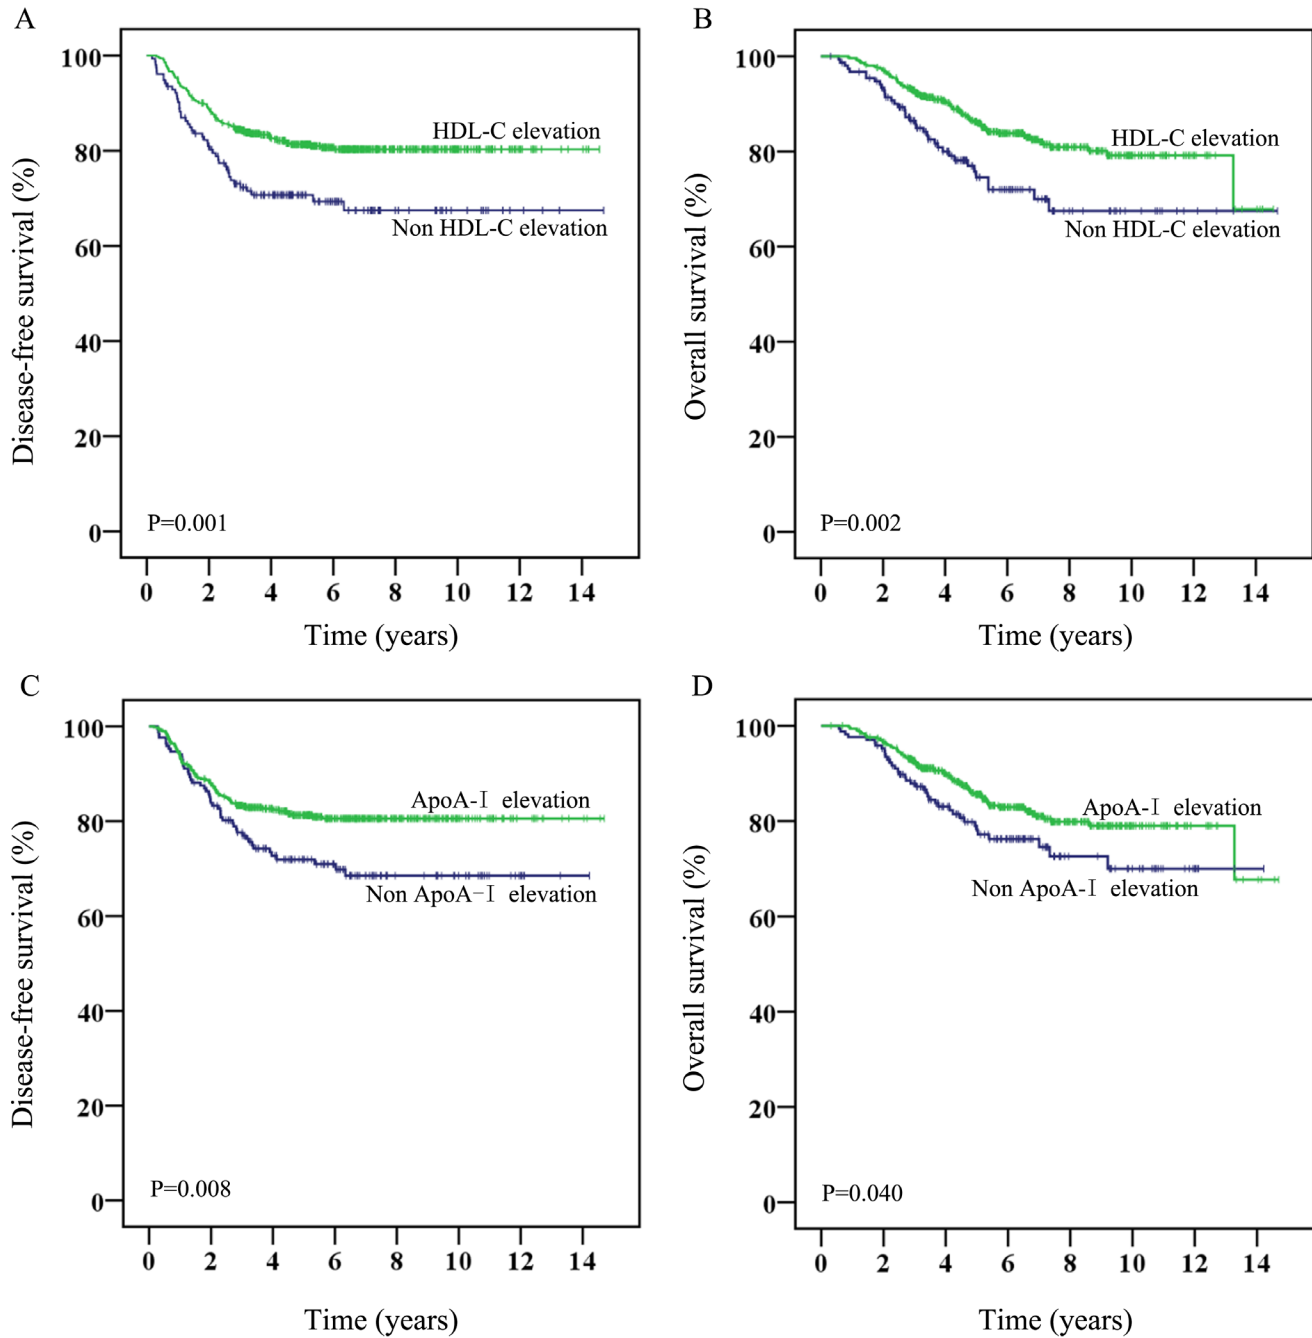 A
Disease-free survival (%)
100
80
60
40
20
0
HDL-C elevation
Non HDL-C elevation
P=0.001
0 2 4 6 8 10 12 14
Time (years)
B
Overall survival (%)
100
80
60
40
20
0
HDL-C elevation
Non HDL-C elevation
P=0.002
0 2 4 6 8 10 12 14
Time (years)
C
Disease-free survival (%)
100
80
60
40
20
0
ApoA-Ⅰ elevation
Non ApoA-Ⅰ elevation
P=0.008
0 2 4 6 8 10 12 14
Time (years)
D
Overall survival (%)
100
80
60
40
20
0
ApoA-Ⅰ elevation
Non ApoA-Ⅰ elevation
P=0.040
0 2 4 6 8 10 12 14
Time (years)